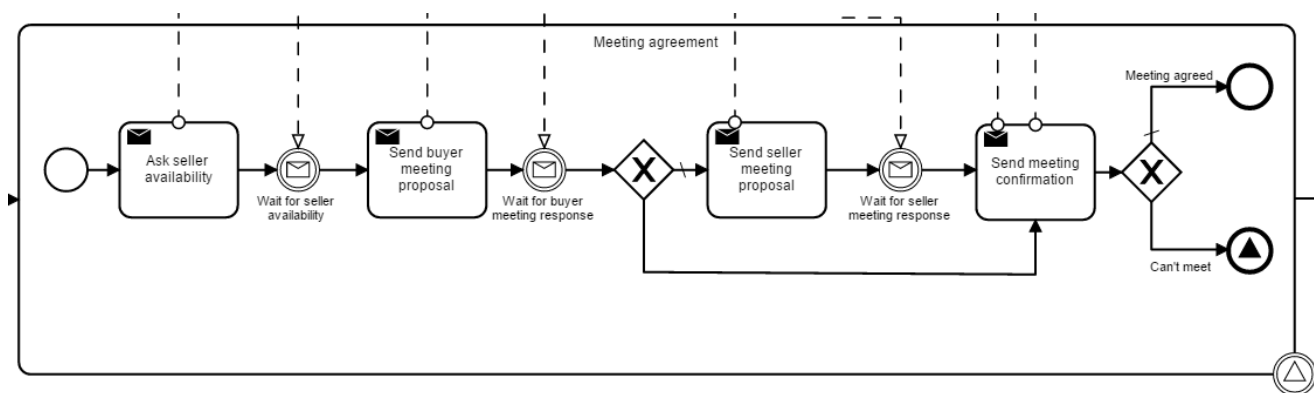 Meeting agreement
Ask seller
availability
Wait for seller
availability
Send buyer
meeting
proposal
Wait for buyer
meeting response
X
Send seller
meeting
proposal
Wait for seller
meeting response
Send meeting
confirmation
X
Meeting agreed
Can't meet